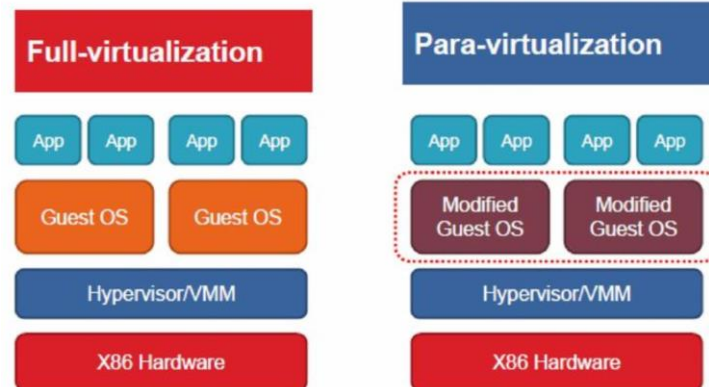 Full-virtualization
App App App App
Guest OS Guest OS
Hypervisor/VMM
X86 Hardware
Para-virtualization
App App App App
Modified Guest OS Modified Guest OS
Hypervisor/VMM
X86 Hardware